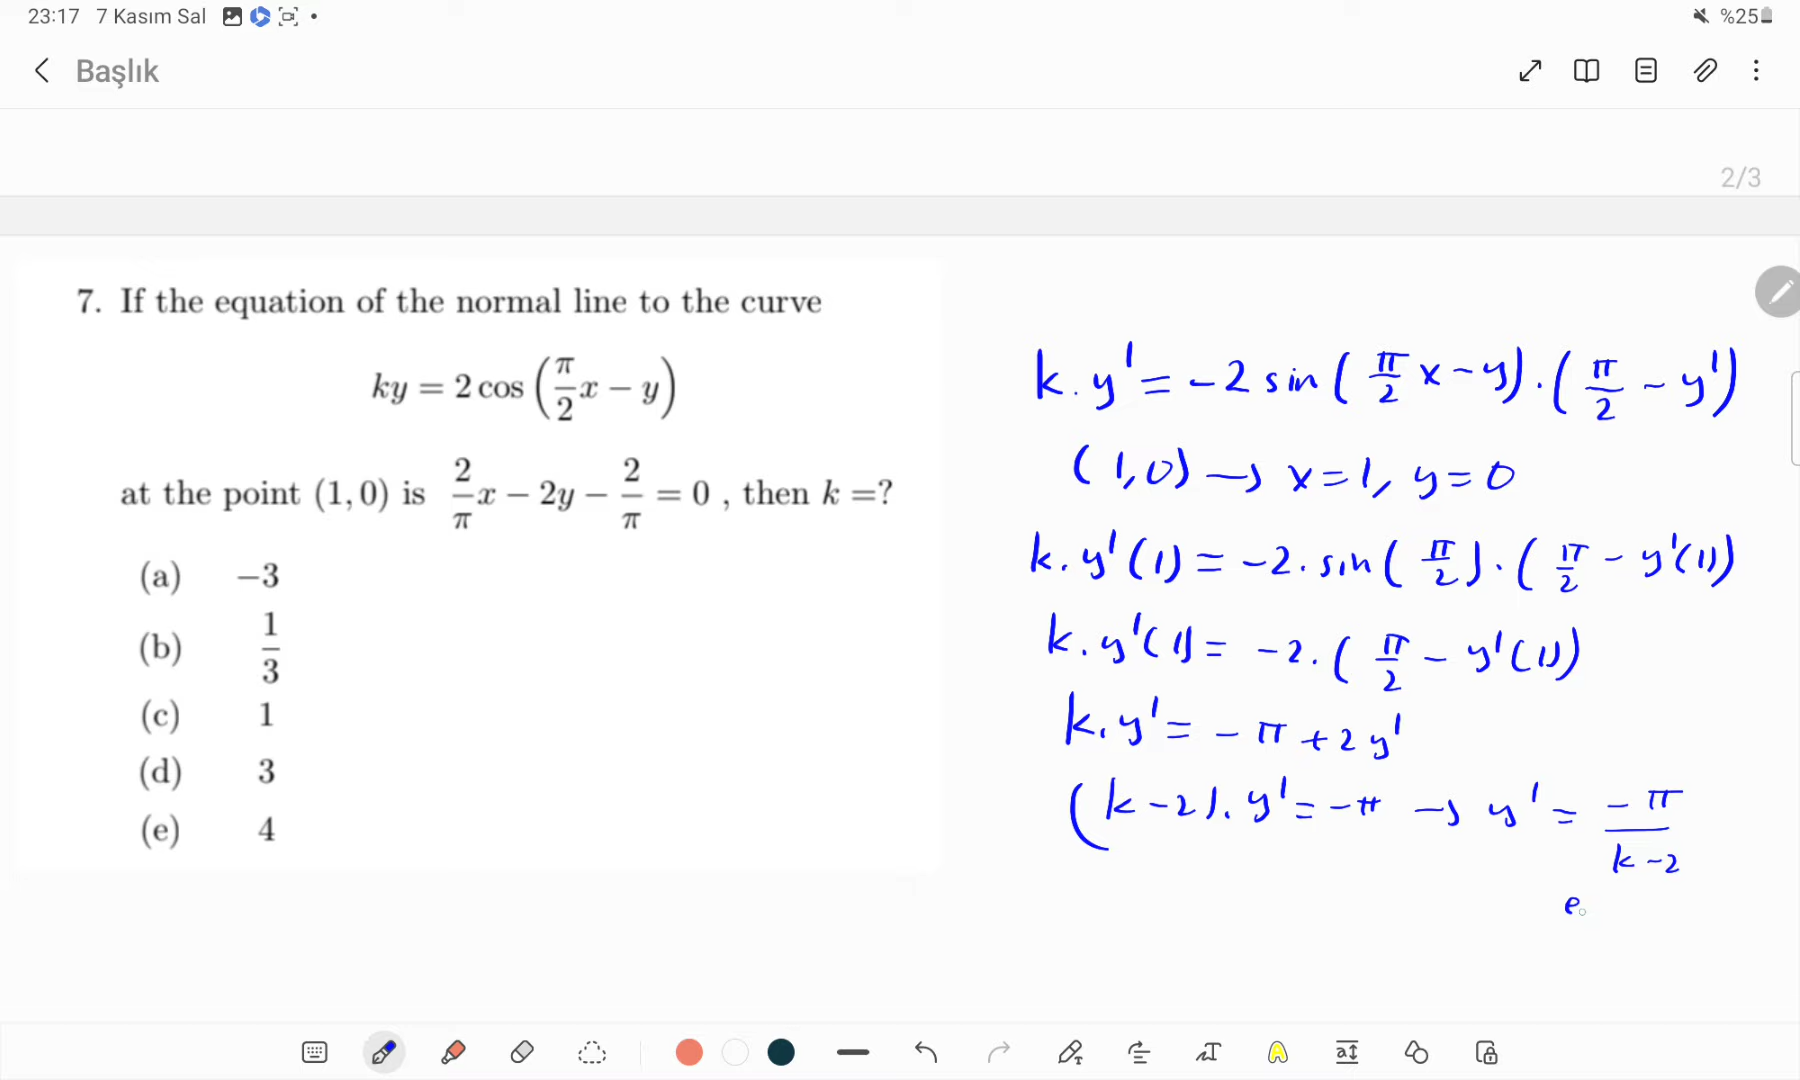 23:17 7 Kasım Sal
%25
Başlık
2/3
7. If the equation of the normal line to the curve
ky = 2 cos (π/2 x − y)
at the point (1, 0) is 2/π x − 2y − 2/π = 0 , then k =?
(a) −3
(b) 1/3
(c) 1
(d) 3
(e) 4
k.y' = -2 sin(π/2 x - y).(π/2 - y')
(1,0) → x=1, y=0
k.y'(1) = -2.sin(π/2).(π/2 - y'(1))
k.y'(1) = -2.(π/2 - y'(1))
k.y' = -π + 2y'
(k-2).y' = -π → y' = -π/k-2
e